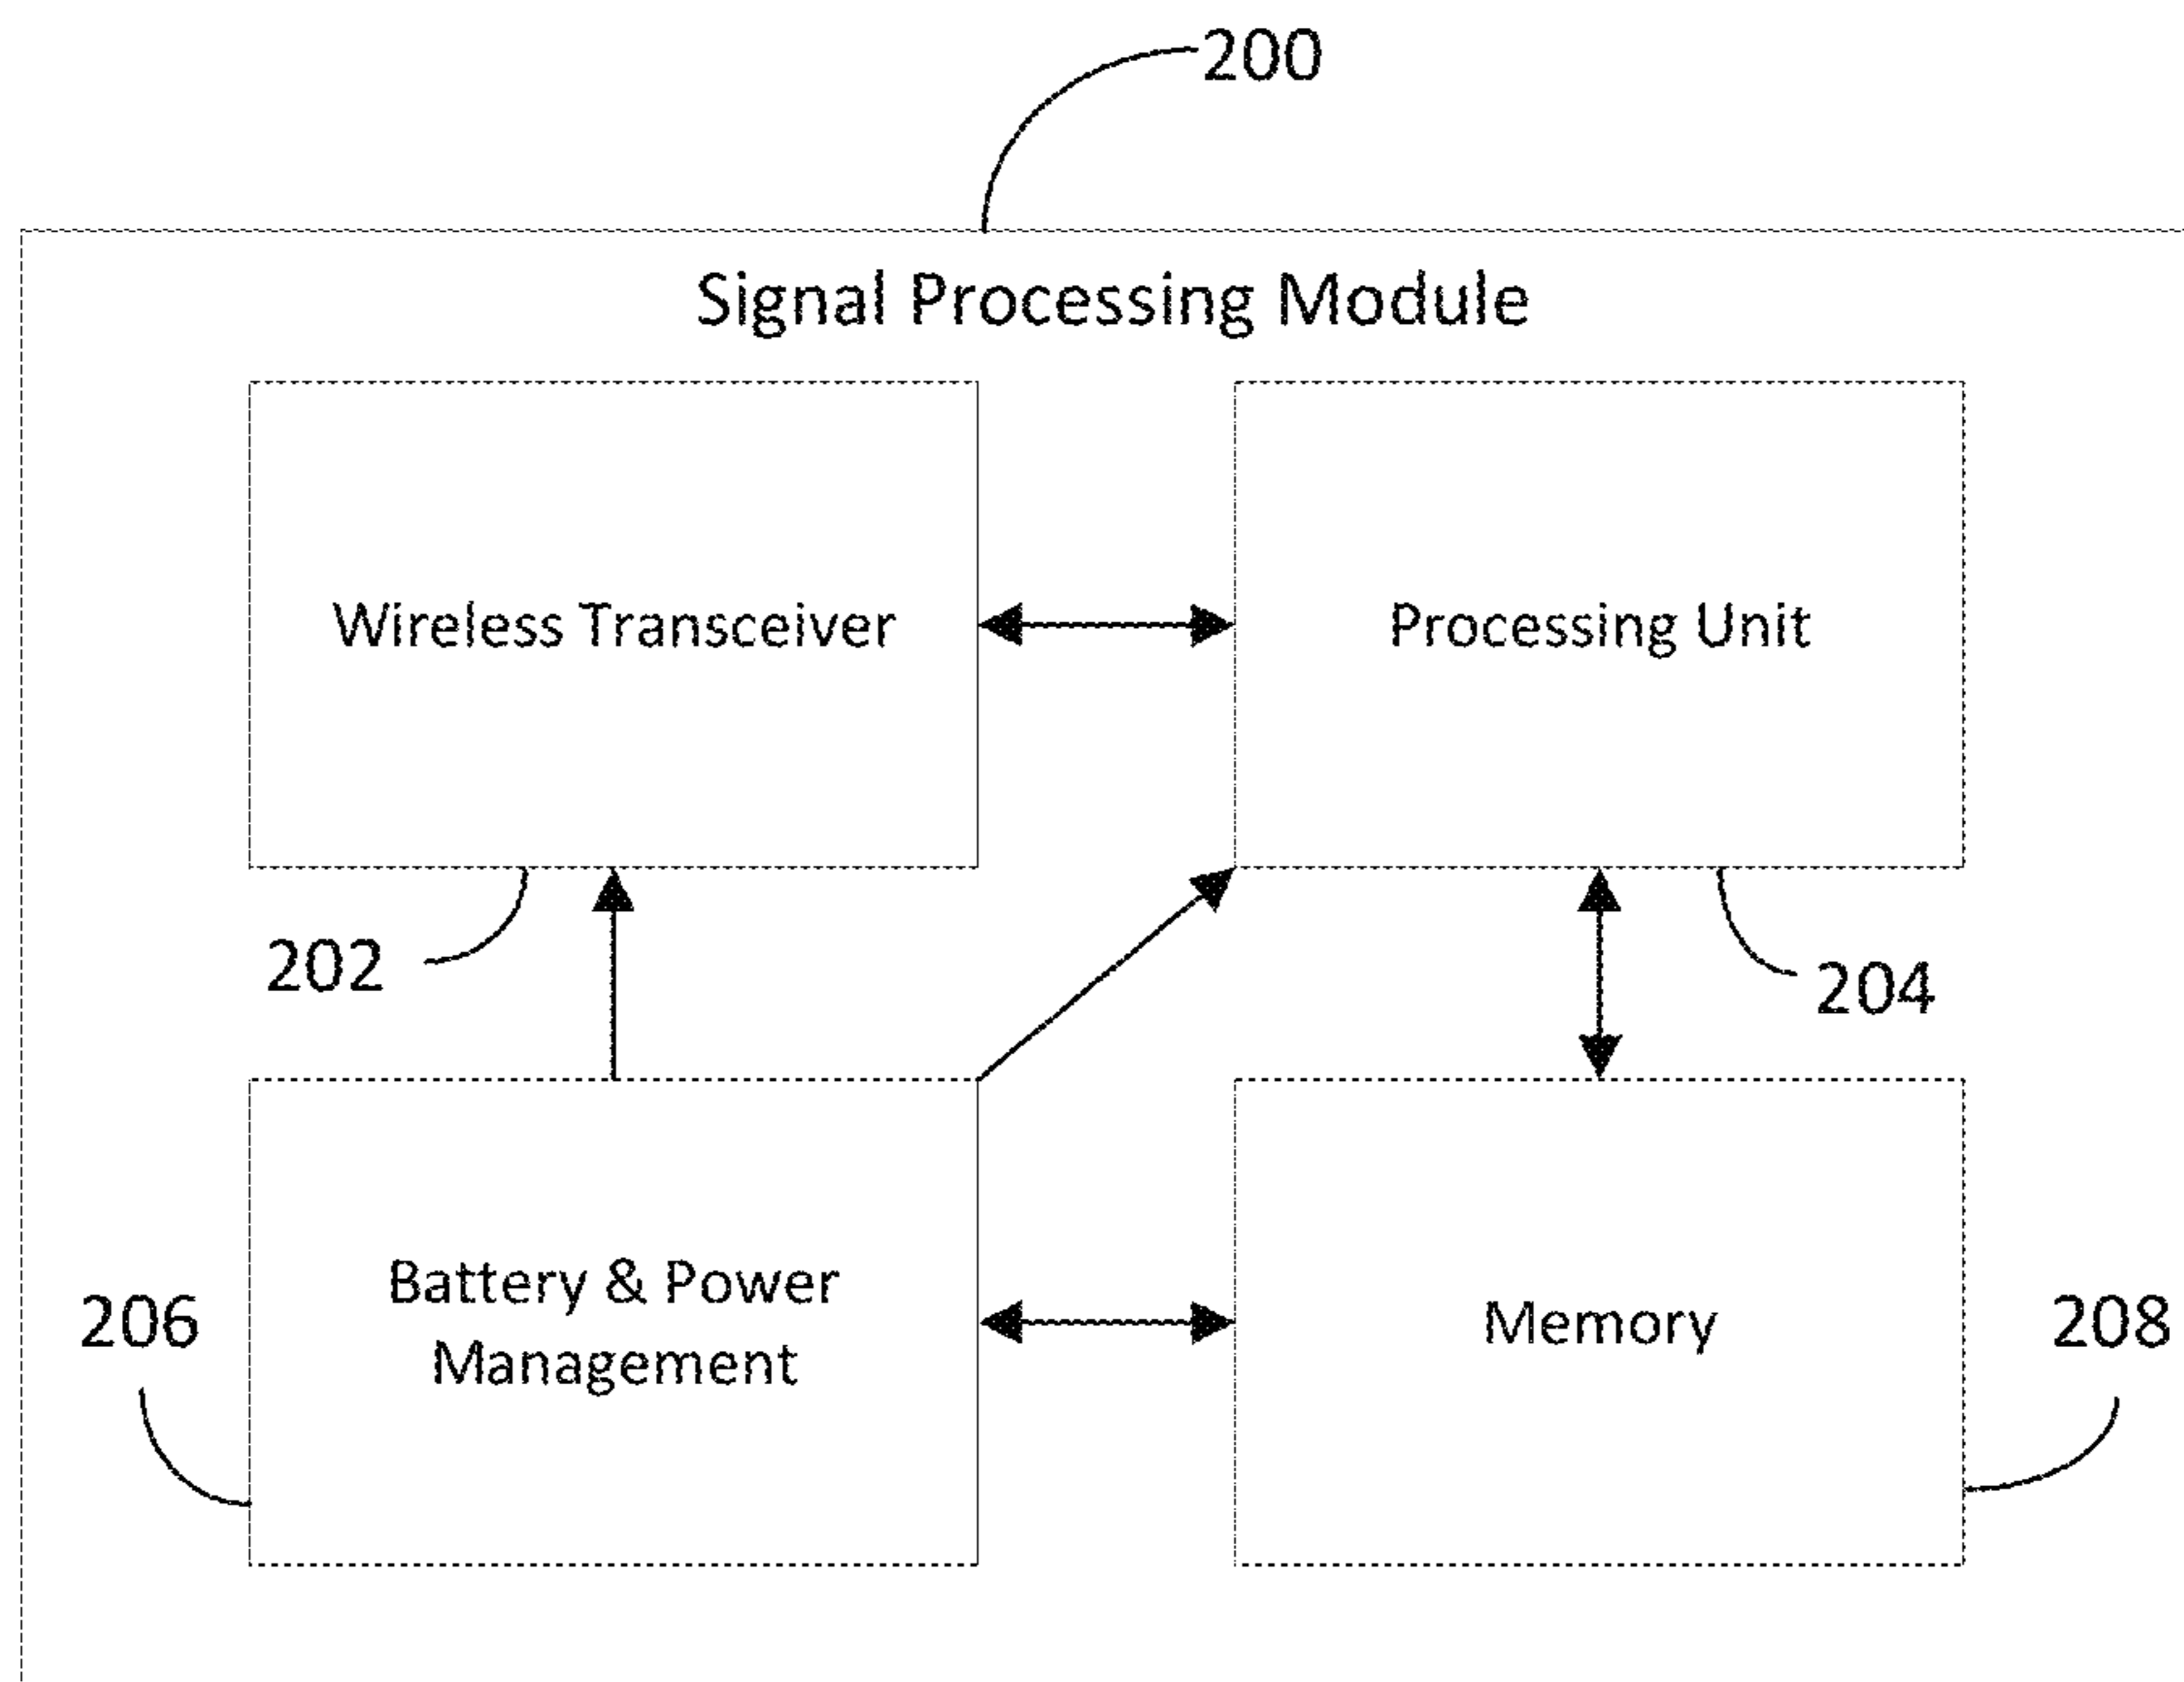 200
Signal Processing Module
Wireless Transceiver
Processing Unit
202
204
Battery & Power
Management
206
Memory
208